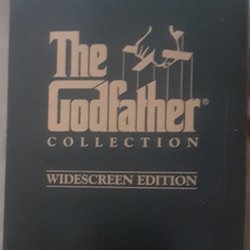 The
Godfather®
COLLECTION
WIDESCREEN EDITION